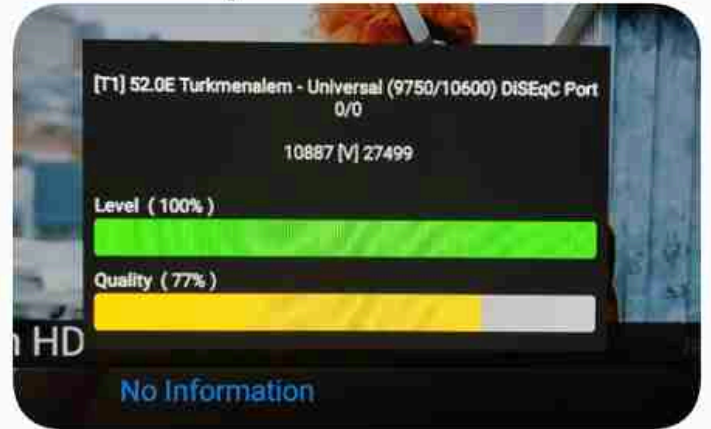 [T1] 52.0E Turkmenalem - Universal (9750/10600) DiSEqC Port
0/0
10887 [V] 27499
Level ( 100% )
Quality ( 77% )
HD
No Information